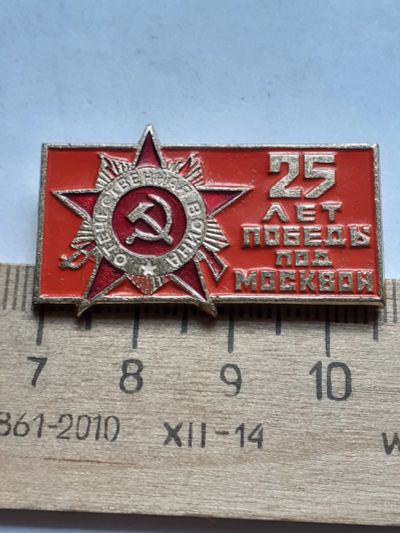 ОТЕЧЕСТВЕННАЯ ВОЙНА
25
ЛЕТ
ПОБЕДЫ
ПОД
МОСКВОЙ
7 8 9 10
361-2010 XII-14